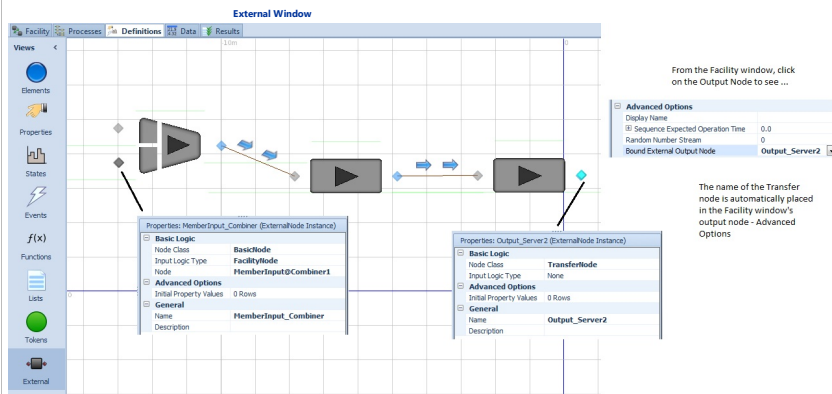 External Window
Facility Processes Definitions Data Results
Views <
Elements
Properties
States
Events
f(x)
Functions
Lists
Tokens
External
10m
0
0
Properties: MemberInput_Combiner (ExternalNode Instance)
Basic Logic
Node Class BasicNode
Input Logic Type FacilityNode
Node MemberInput@Combiner1
Advanced Options
Initial Property Values 0 Rows
General
Name MemberInput_Combiner
Description
Properties: Output_Server2 (ExternalNode Instance)
Basic Logic
Node Class TransferNode
Input Logic Type None
Advanced Options
Initial Property Values 0 Rows
General
Name Output_Server2
Description
From the Facility window, click
on the Output Node to see ...
Advanced Options
Display Name
Sequence Expected Operation Time 0.0
Random Number Stream 0
Bound External Output Node Output_Server2
The name of the Transfer
node is automatically placed
in the Facility window's
output node - Advanced
Options